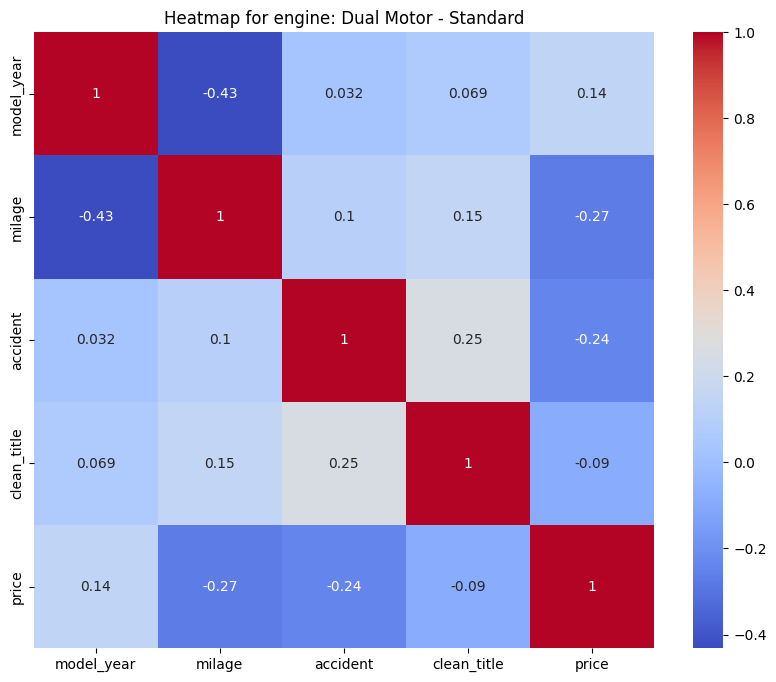 Heatmap for engine: Dual Motor - Standard
model_year 1 -0.43 0.032 0.069 0.14
milage -0.43 1 0.1 0.15 -0.27
accident 0.032 0.1 1 0.25 -0.24
clean_title 0.069 0.15 0.25 1 -0.09
price 0.14 -0.27 -0.24 -0.09 1
model_year milage accident clean_title price
1.0
0.8
0.6
0.4
0.2
0.0
−0.2
−0.4